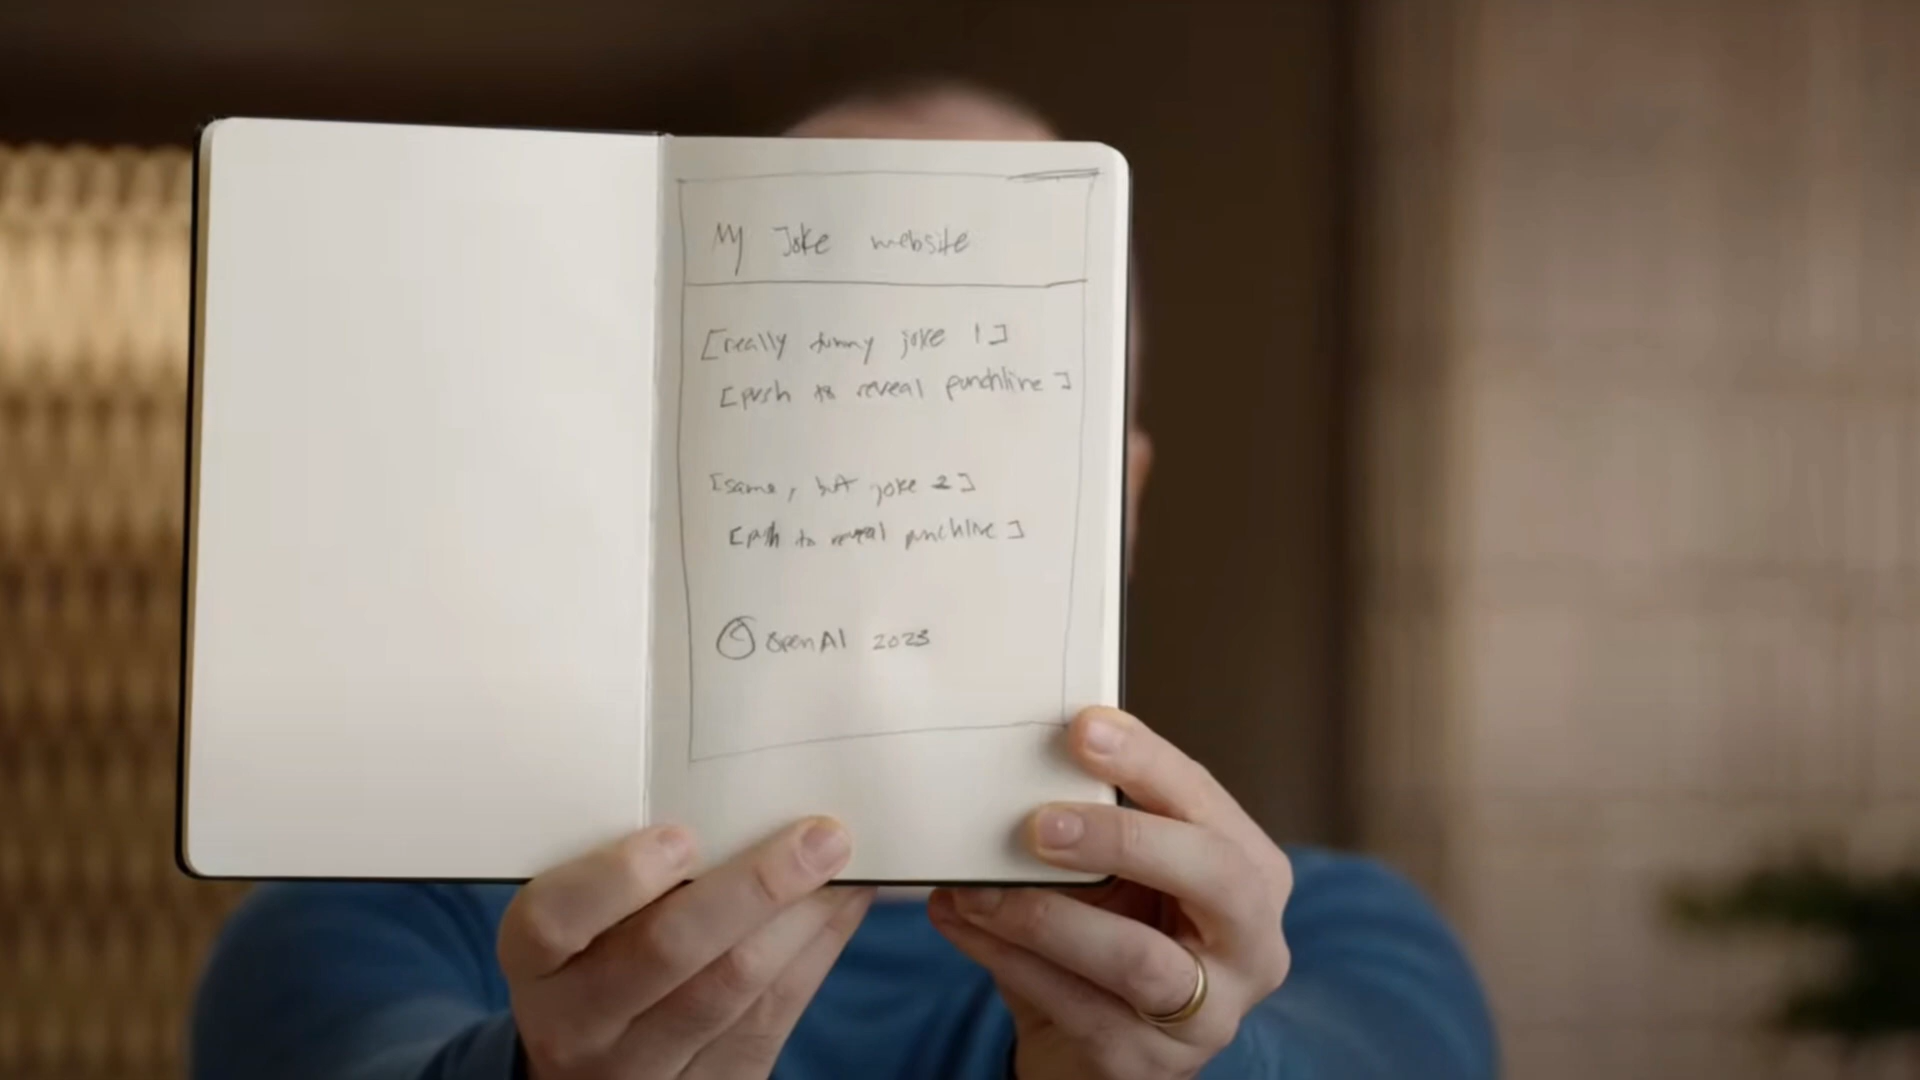 My Joke website
[really funny joke 1]
[push to reveal punchline]
[same, but joke 2]
[push to reveal punchline]
© OpenAI 2023